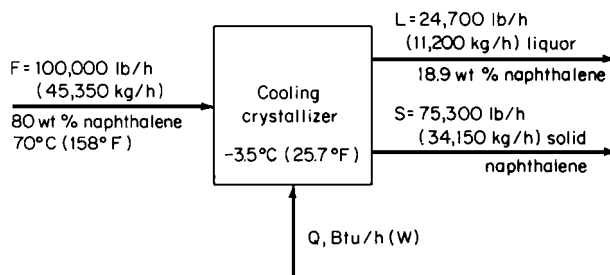 F = 100,000 lb/h
(45,350 kg/h)
80 wt % naphthalene
70°C (158°F)
Cooling
crystallizer
-3.5°C (25.7°F)
L = 24,700 lb/h
(11,200 kg/h) liquor
18.9 wt % naphthalene
S = 75,300 lb/h
(34,150 kg/h) solid
naphthalene
Q, Btu/h (W)